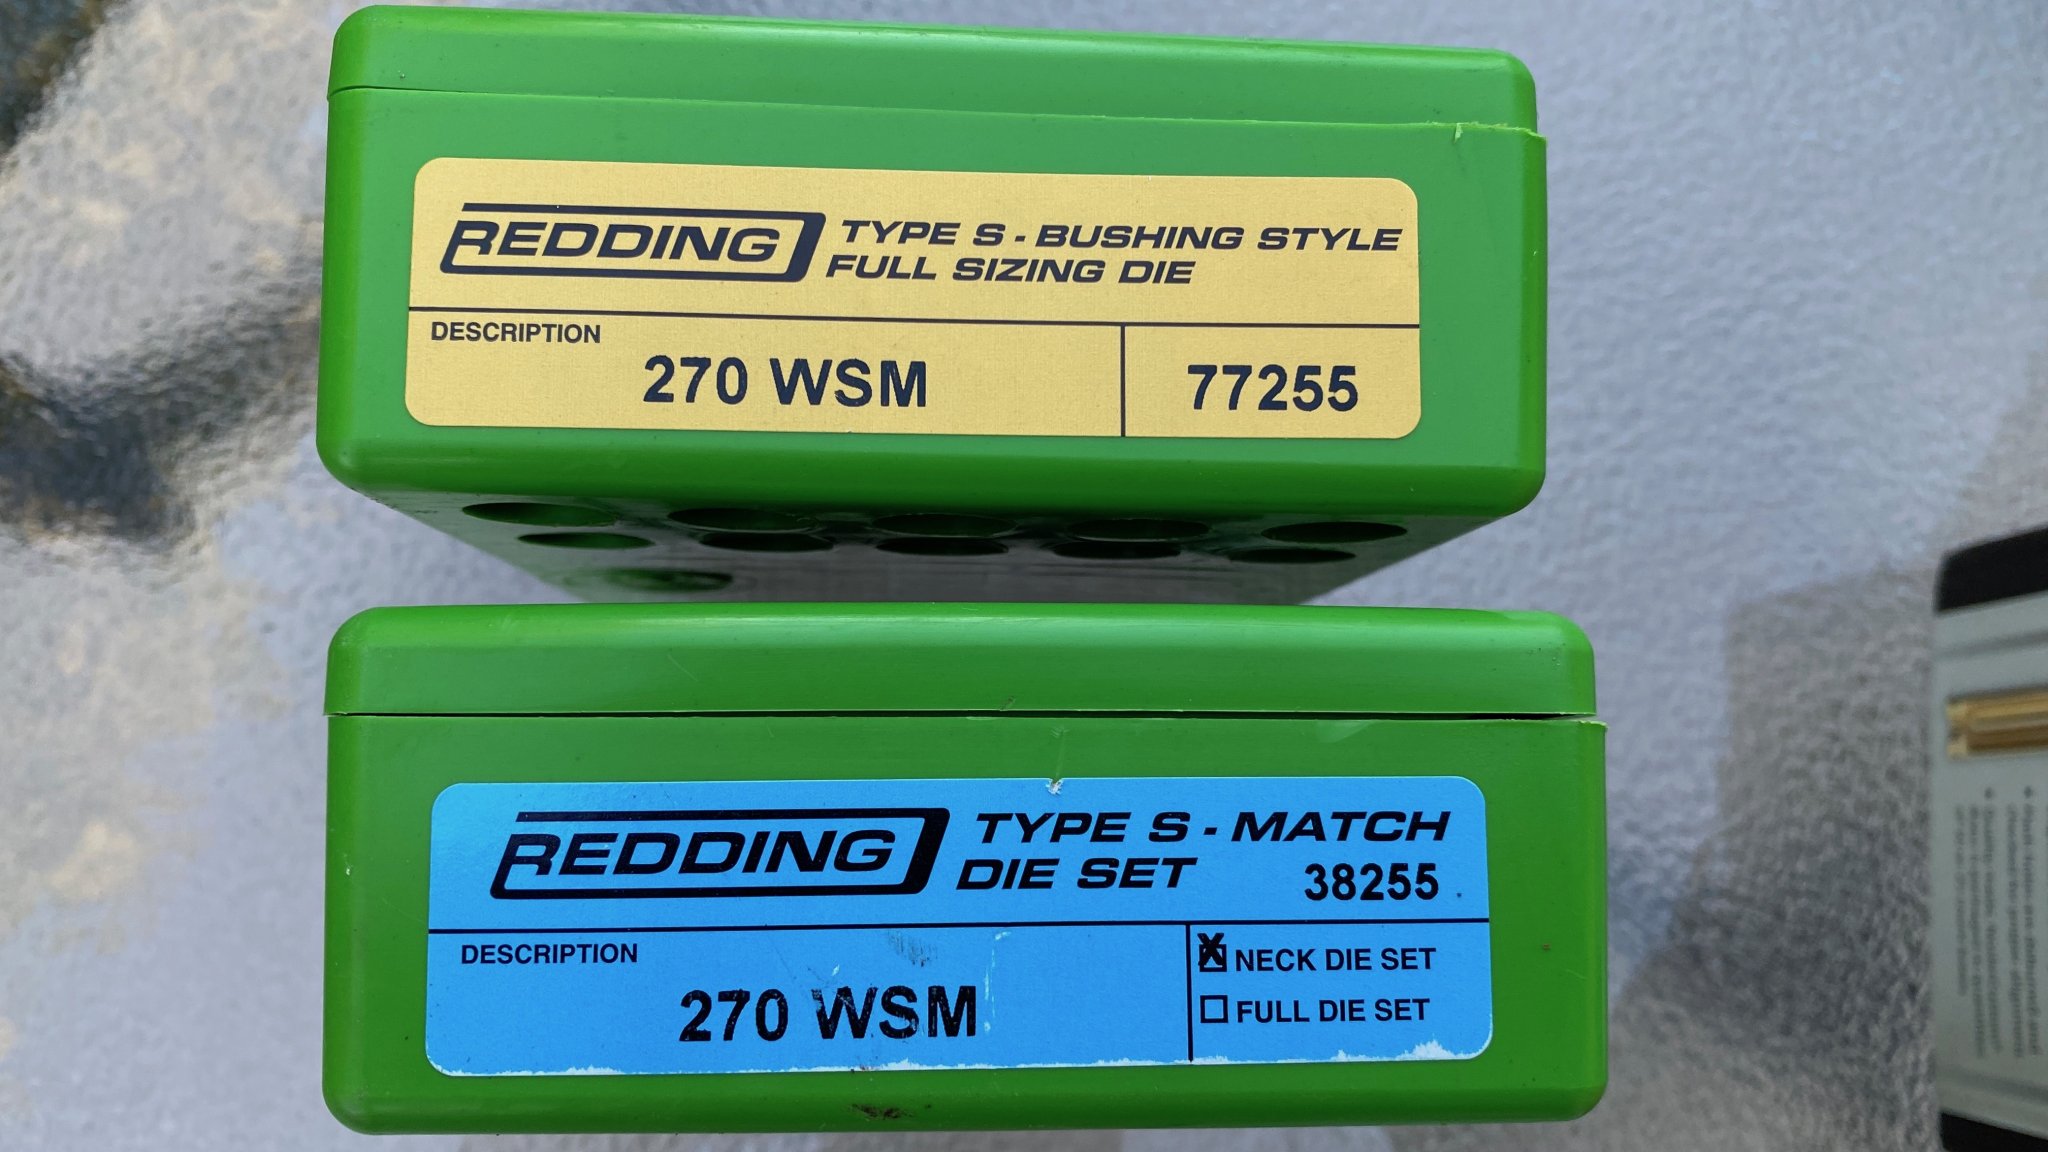 REDDING TYPE S - BUSHING STYLE
FULL SIZING DIE
DESCRIPTION
270 WSM
77255
REDDING TYPE S - MATCH
DIE SET 38255
DESCRIPTION
270 WSM
X NECK DIE SET
FULL DIE SET